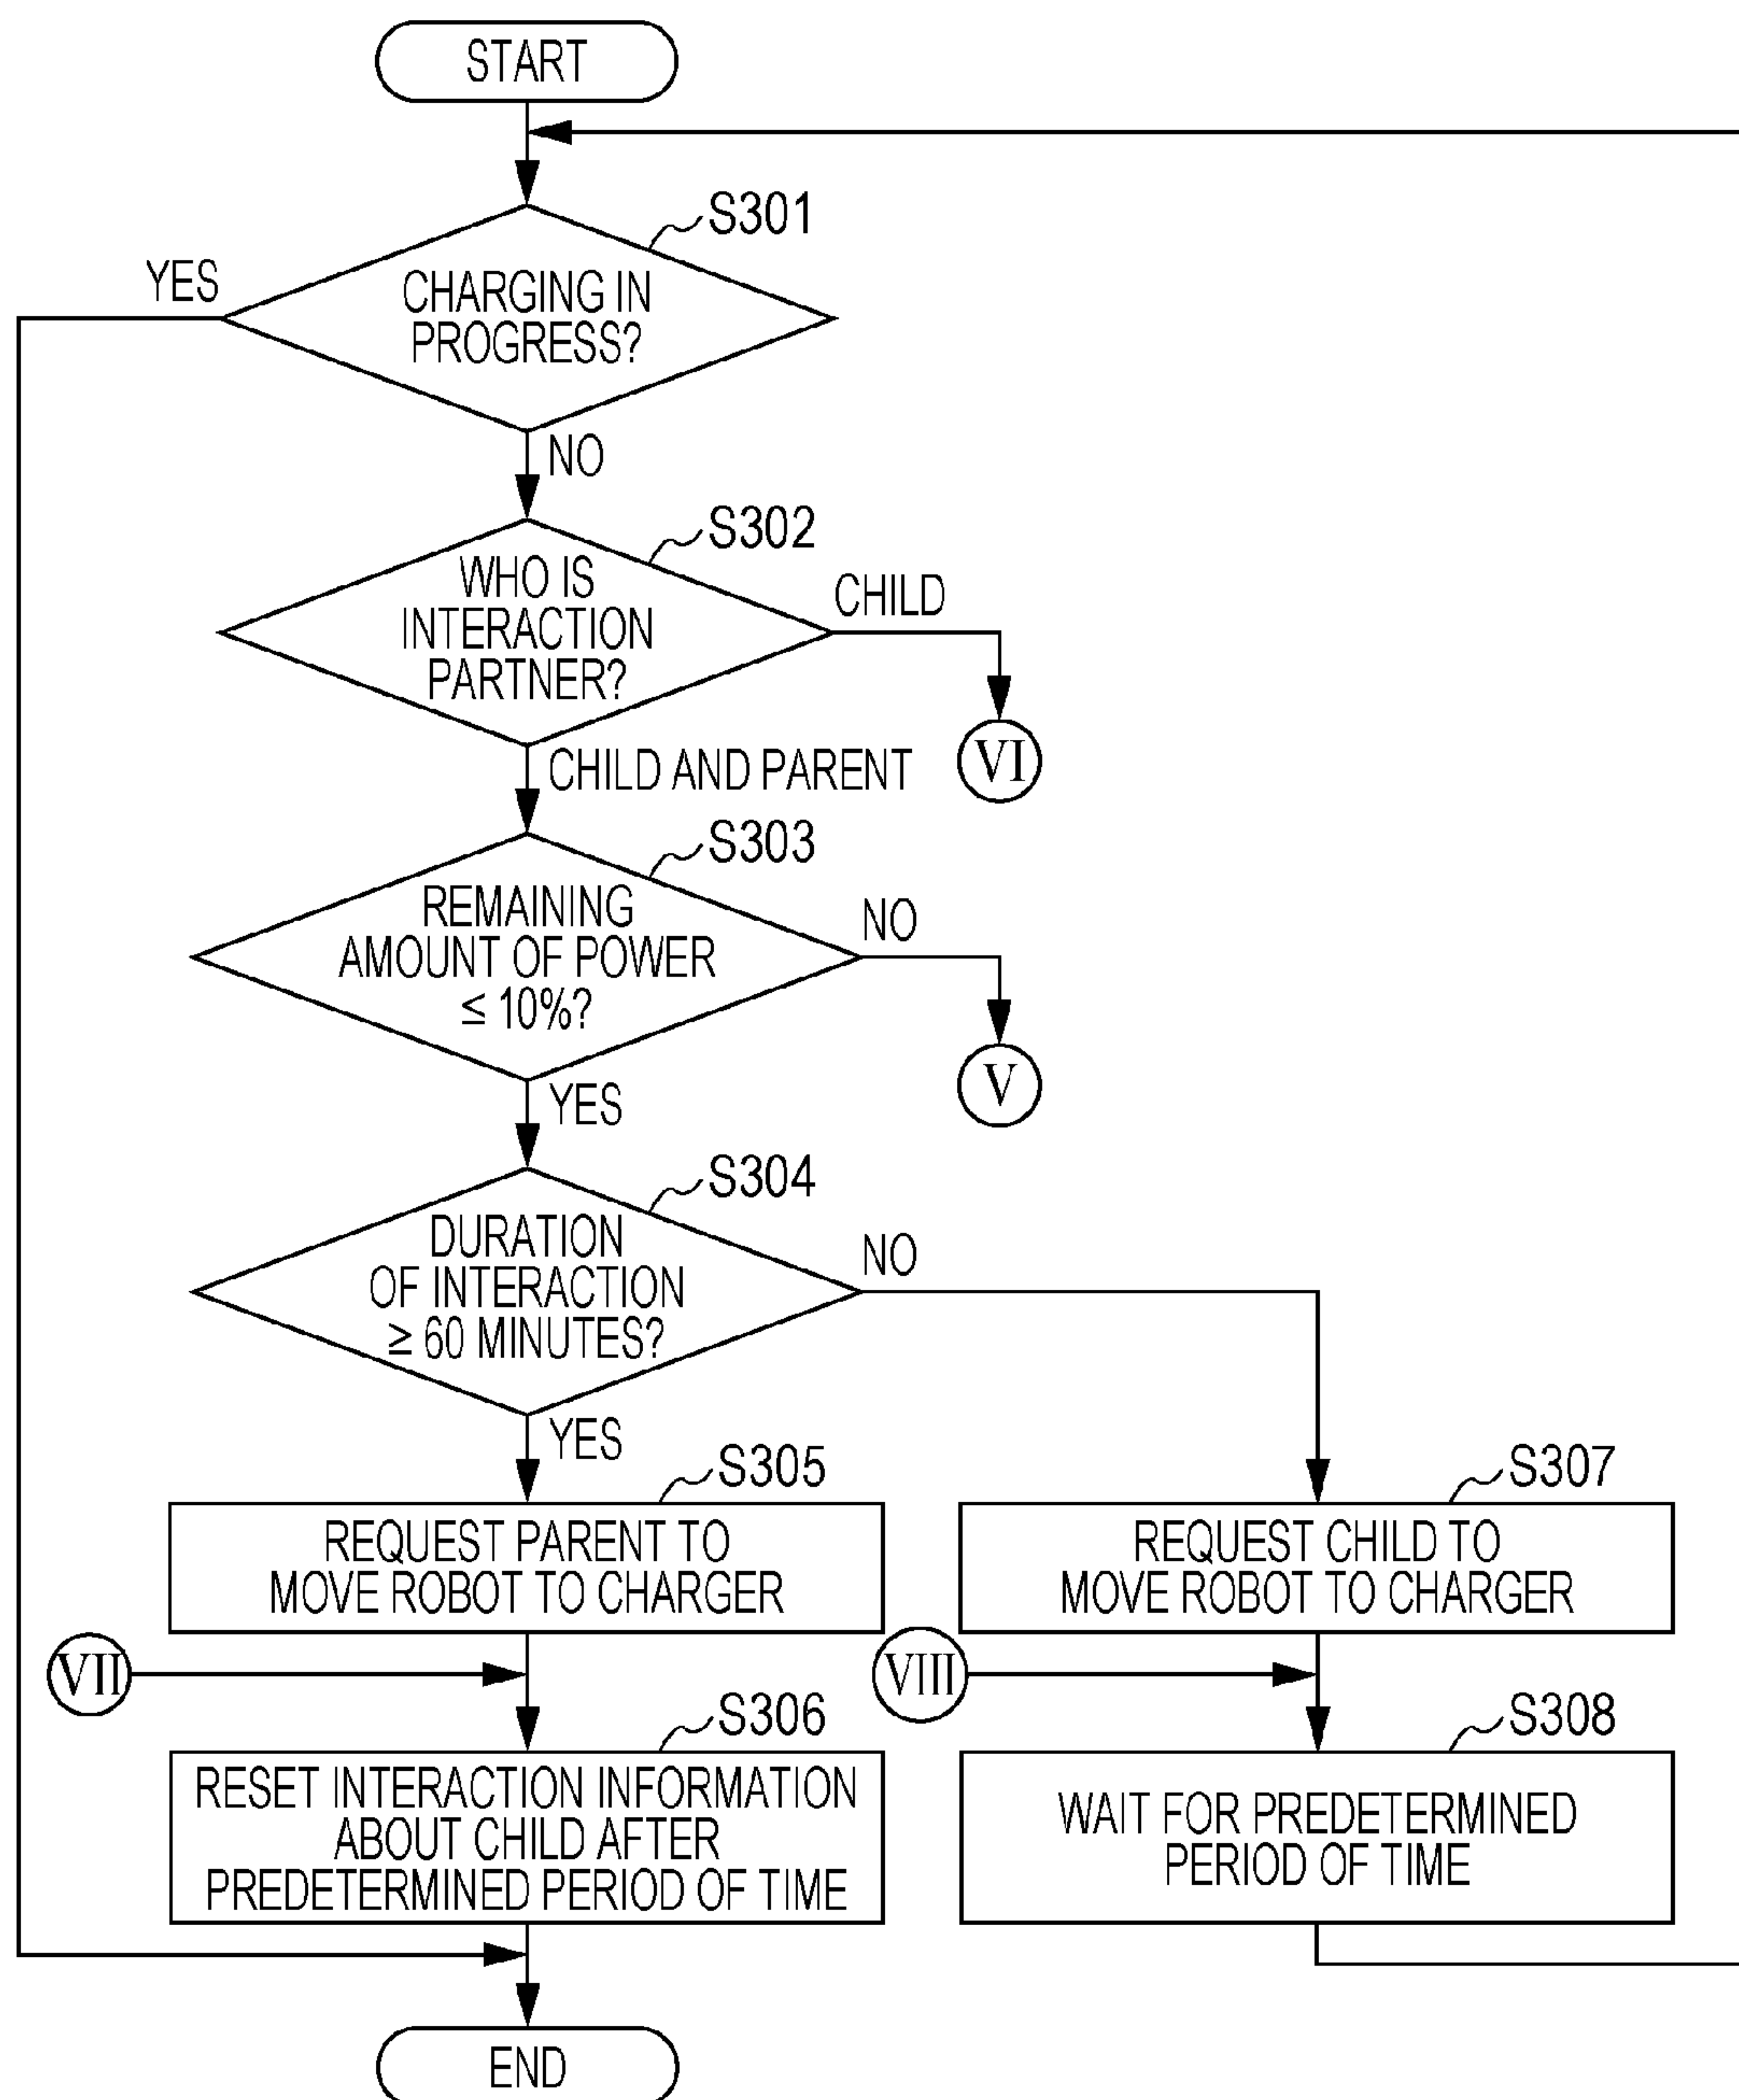 START
S301
YES
CHARGING IN
PROGRESS?
NO
S302
WHO IS
INTERACTION
PARTNER?
CHILD
VI
CHILD AND PARENT
S303
REMAINING
AMOUNT OF POWER
≤ 10%?
NO
V
YES
S304
DURATION
OF INTERACTION
≥ 60 MINUTES?
NO
YES
S305
REQUEST PARENT TO
MOVE ROBOT TO CHARGER
S307
REQUEST CHILD TO
MOVE ROBOT TO CHARGER
VII
VIII
S306
RESET INTERACTION INFORMATION
ABOUT CHILD AFTER
PREDETERMINED PERIOD OF TIME
S308
WAIT FOR PREDETERMINED
PERIOD OF TIME
END